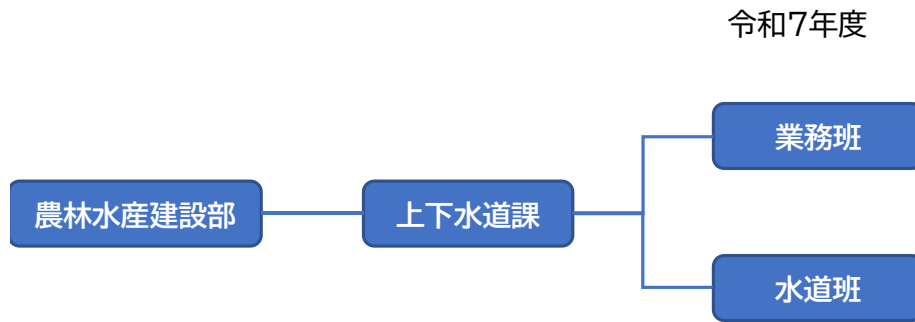 令和7年度
業務班
農林水産建設部
上下水道課
水道班